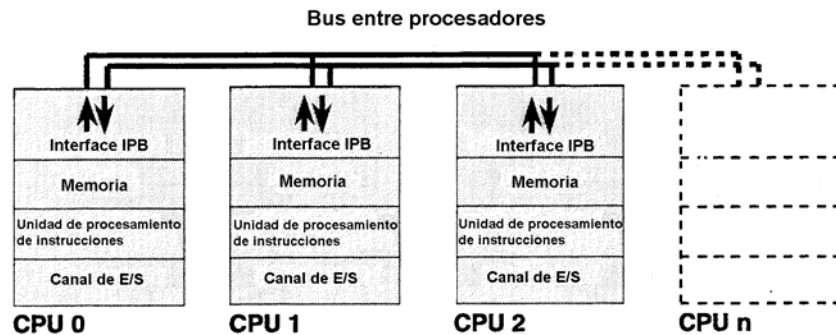 Bus entre procesadores
Interface IPB
Memoria
Unidad de procesamiento
de instrucciones
Canal de E/S
CPU 0
Interface IPB
Memoria
Unidad de procesamiento
de instrucciones
Canal de E/S
CPU 1
Interface IPB
Memoria
Unidad de procesamiento
de instrucciones
Canal de E/S
CPU 2
CPU n